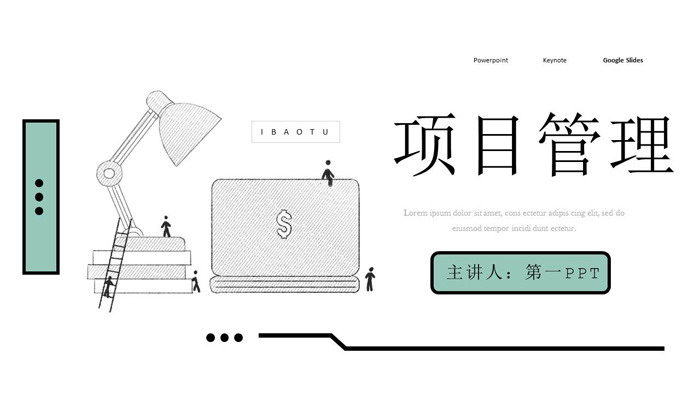 Powerpoint Keynote Google Slides
IBAOTU
项目管理
Lorem ipsum dolor sit amet, cons ectetur adipis cing elit, sed do
eiusmod tempor incidi dunt ectetur.
主讲人：第一PPT
$